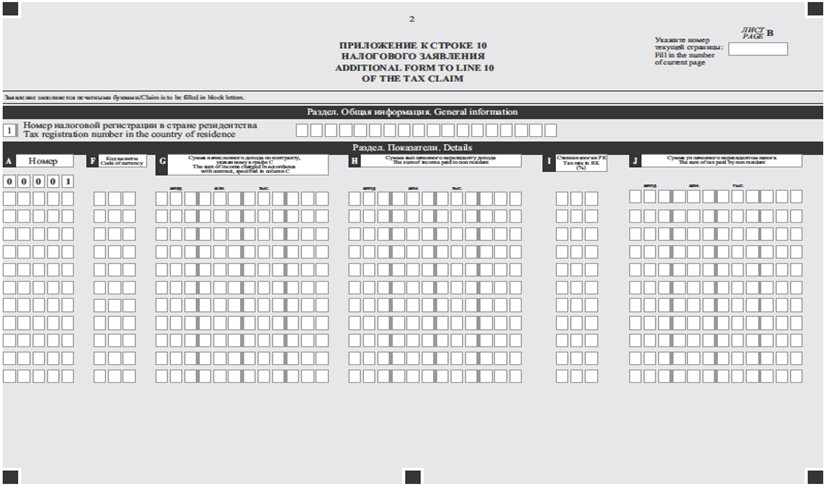 2
ЛИСТ
PAGE B
Укажите номер
текущей страницы:
Fill in the number
of current page
ПРИЛОЖЕНИЕ К СТРОКЕ 10
НАЛОГОВОГО ЗАЯВЛЕНИЯ
ADDITIONAL FORM TO LINE 10
OF THE TAX CLAIM
Заявление заполняется печатными буквами/Claim is to be filled in block letters.
Раздел. Общая информация. General information
1 Номер налоговой регистрации в стране резидентства
Tax registration number in the country of residence
Раздел. Показатели. Details
A Номер
F Код валюты
Code of currency
G Сумма начисленного дохода по контракту,
указанному в графе C
The sum of income charged in accordance
with contract, specified in column C
H Сумма выплаченного нерезиденту дохода
The sum of income paid to non resident
I Ставка налога РК
Tax rate in RK
(%)
J Сумма уплаченного нерезидентом налога
The sum of tax paid by non resident
млрд. млн. тыс.
млрд. млн. тыс.
млрд. млн. тыс.
0 0 0 0 1